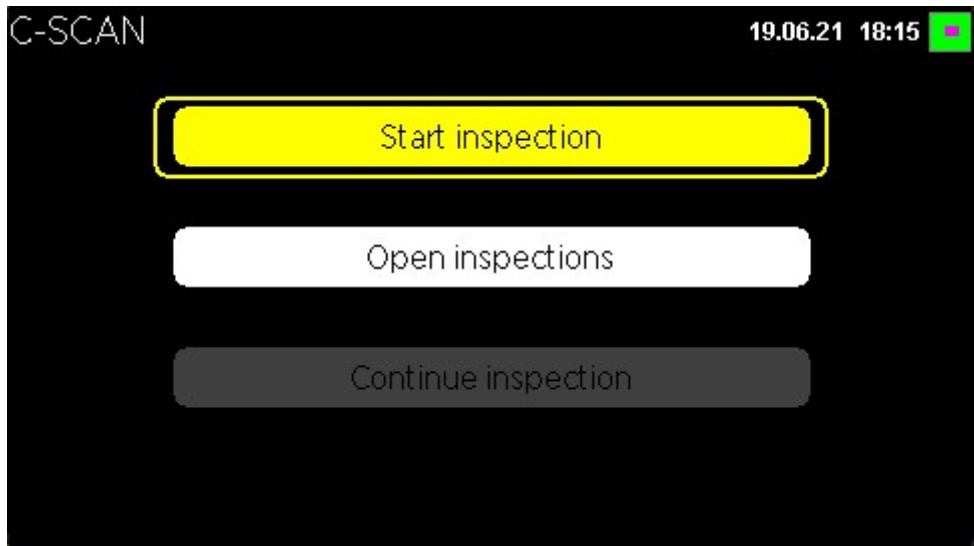 C-SCAN 19.06.21 18:15
Start inspection
Open inspections
Continue inspection